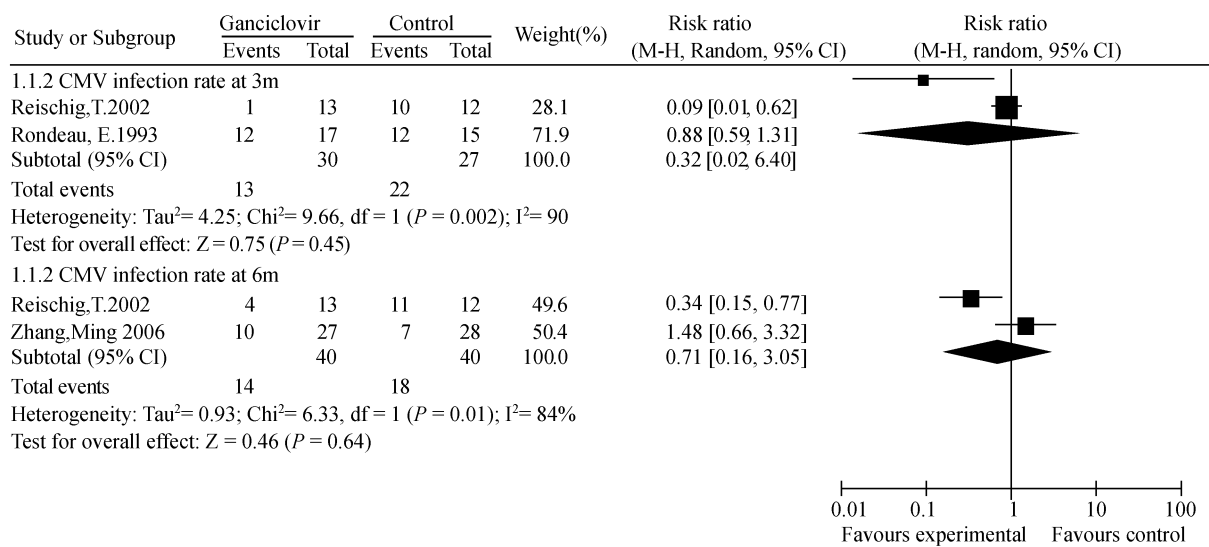 Study or Subgroup Ganciclovir Control Weight(%) Risk ratio Risk ratio
Events Total Events Total (M-H, Random, 95% CI) (M-H, random, 95% CI)
1.1.2 CMV infection rate at 3m
Reischig,T.2002 1 13 10 12 28.1 0.09 [0.01, 0.62]
Rondeau, E.1993 12 17 12 15 71.9 0.88 [0.59, 1.31]
Subtotal (95% CI) 30 27 100.0 0.32 [0.02, 6.40]
Total events 13 22
Heterogeneity: Tau²= 4.25; Chi²= 9.66, df = 1 (P = 0.002); I²= 90
Test for overall effect: Z = 0.75 (P = 0.45)
1.1.2 CMV infection rate at 6m
Reischig,T.2002 4 13 11 12 49.6 0.34 [0.15, 0.77]
Zhang,Ming 2006 10 27 7 28 50.4 1.48 [0.66, 3.32]
Subtotal (95% CI) 40 40 100.0 0.71 [0.16, 3.05]
Total events 14 18
Heterogeneity: Tau²= 0.93; Chi²= 6.33, df = 1 (P = 0.01); I²= 84%
Test for overall effect: Z = 0.46 (P = 0.64)
0.01 0.1 1 10 100
Favours experimental Favours control